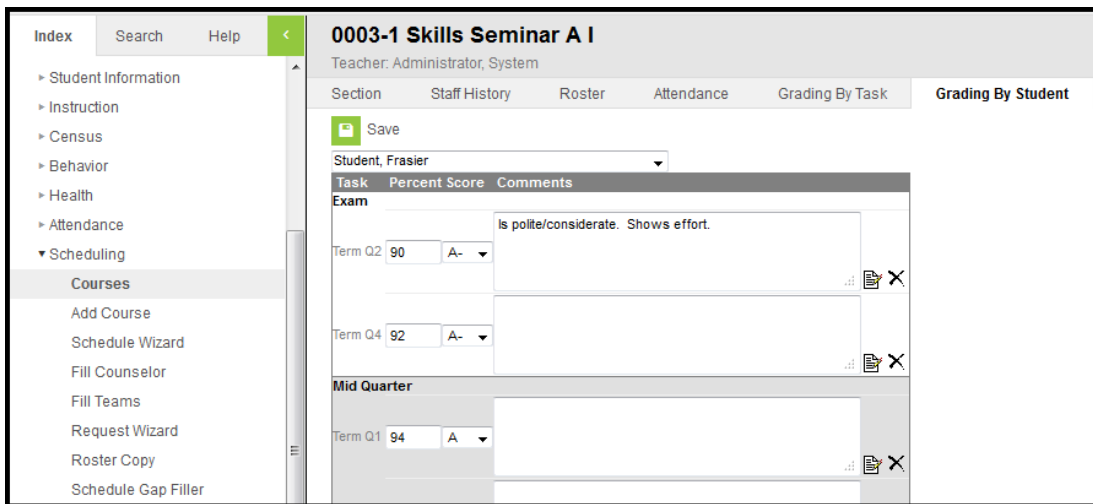 Index Search Help
Student Information
Instruction
Census
Behavior
Health
Attendance
Scheduling
Courses
Add Course
Schedule Wizard
Fill Counselor
Fill Teams
Request Wizard
Roster Copy
Schedule Gap Filler
0003-1 Skills Seminar A I
Teacher: Administrator, System
Section Staff History Roster Attendance Grading By Task Grading By Student
Save
Student, Frasier
Task Percent Score Comments
Exam
Term Q2 90 A- Is polite/considerate. Shows effort.
Term Q4 92 A-
Mid Quarter
Term Q1 94 A